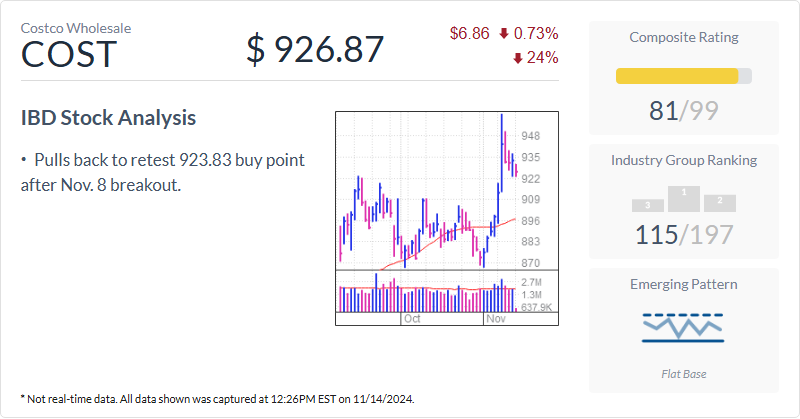 Costco Wholesale
COST
$ 926.87
$6.86 0.73%
24%
IBD Stock Analysis
• Pulls back to retest 923.83 buy point
after Nov. 8 breakout.
948
935
922
909
896
883
870
2.7M
1.3M
637.9K
Oct
Nov
Composite Rating
81/99
Industry Group Ranking
3
1
2
115/197
Emerging Pattern
Flat Base
* Not real-time data. All data shown was captured at 12:26PM EST on 11/14/2024.